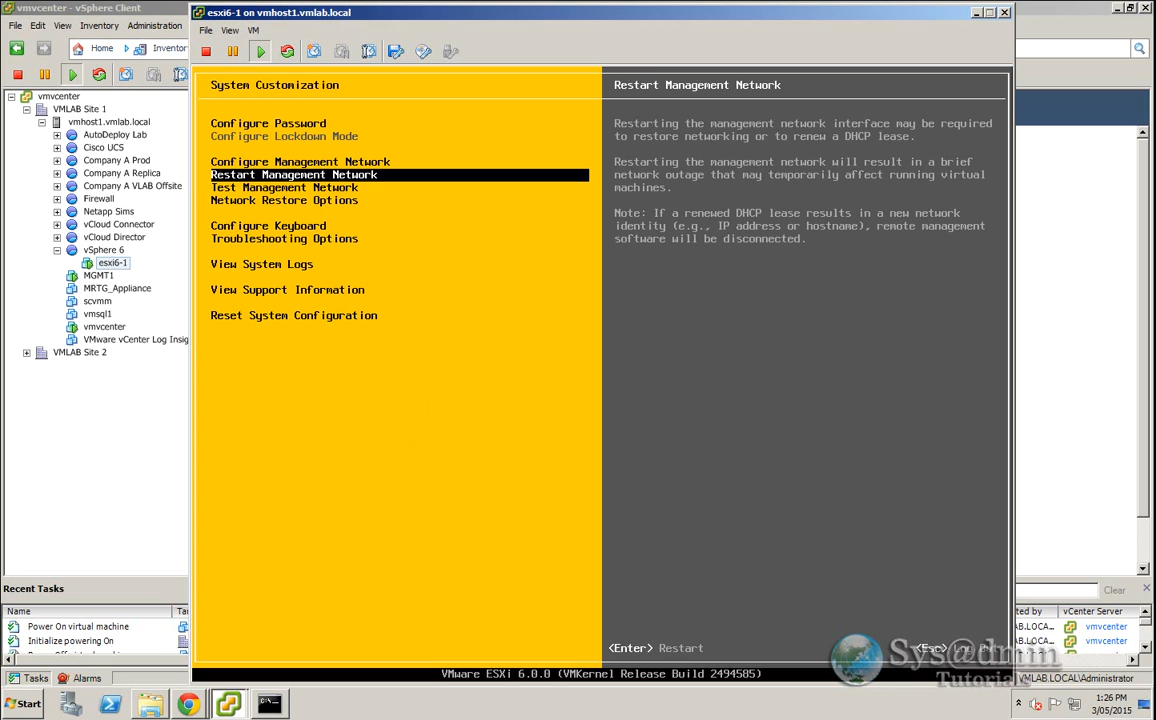 vmvcenter - vSphere Client
File Edit View Inventory Administration
Home
Inventor
vmvcenter
VMLAB Site 1
vmhost1.vmlab.local
AutoDeploy Lab
Cisco UCS
Company A Prod
Company A Replica
Company A VLAB Offsite
Firewall
Netapp Sims
vCloud Connector
vCloud Director
vSphere 6
esxi6-1
MGMT1
MRTG_Appliance
scvmm
vmsql1
vmvcenter
VMware vCenter Log Insig
VMLAB Site 2
esxi6-1 on vmhost1.vmlab.local
File View VM
System Customization
Configure Password
Configure Lockdown Mode
Configure Management Network
Restart Management Network
Test Management Network
Network Restore Options
Configure Keyboard
Troubleshooting Options
View System Logs
View Support Information
Reset System Configuration
Restart Management Network
Restarting the management network interface may be required
to restore networking or to renew a DHCP lease.
Restarting the management network will result in a brief
network outage that may temporarily affect running virtual
machines.
Note: If a renewed DHCP lease results in a new network
identity (e.g., IP address or hostname), remote management
software will be disconnected.
<Enter> Restart
<Esc> Log
VMware ESXi 6.0.0 (VMKernel Release Build 2494585)
Recent Tasks
Clear
Name
Ta
ted by
vCenter Server
Power On virtual machine
AB.LOCA...
vmvcenter
Initialize powering On
AB.LOCA...
vmvcenter
Tasks
Alarms
VMLAB.LOCAL\Administrator
Sys@dmin
Tutorials
Start
1:26 PM
3/05/2015